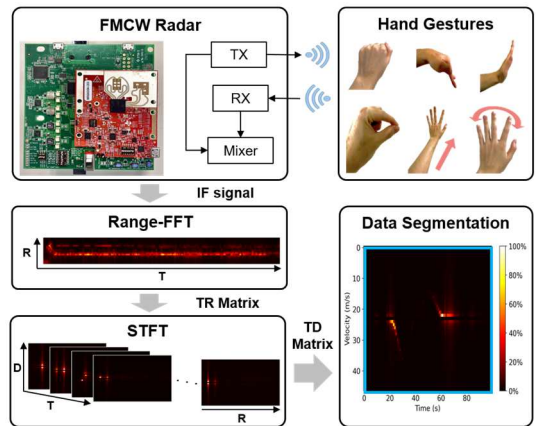 FMCW Radar
TX
RX
Mixer
Hand Gestures
IF signal
Range-FFT
R
T
TR Matrix
STFT
D
T
R
TD
Matrix
Data Segmentation
Velocity (m/s)
0
10
20
30
40
0
20
40
60
80
Time (s)
100%
80%
60%
40%
20%
0%